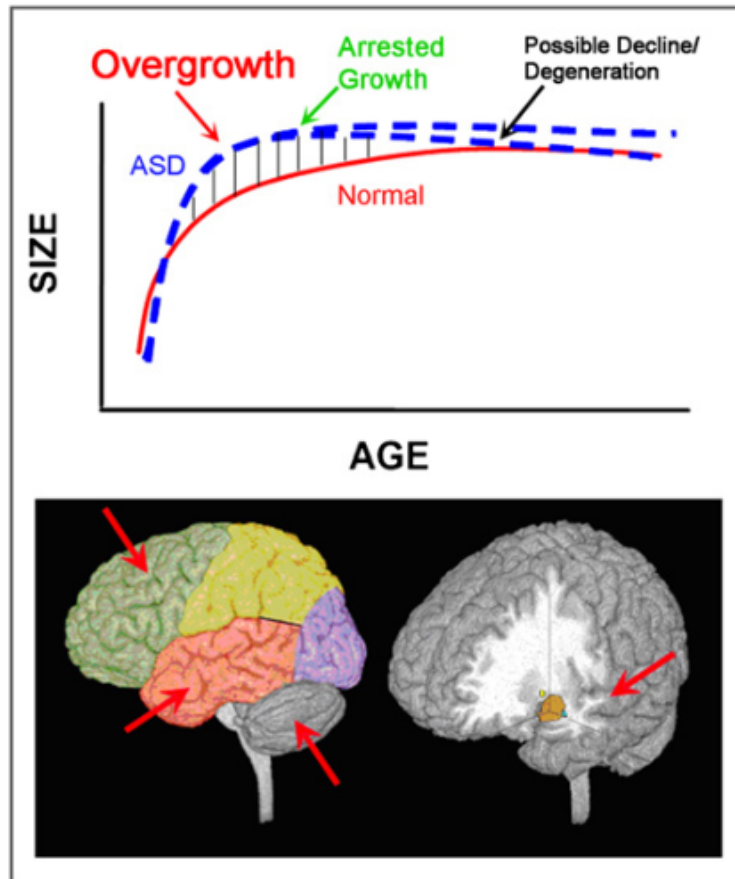 Overgrowth
Arrested
Growth
Possible Decline/
Degeneration
ASD
Normal
SIZE
AGE